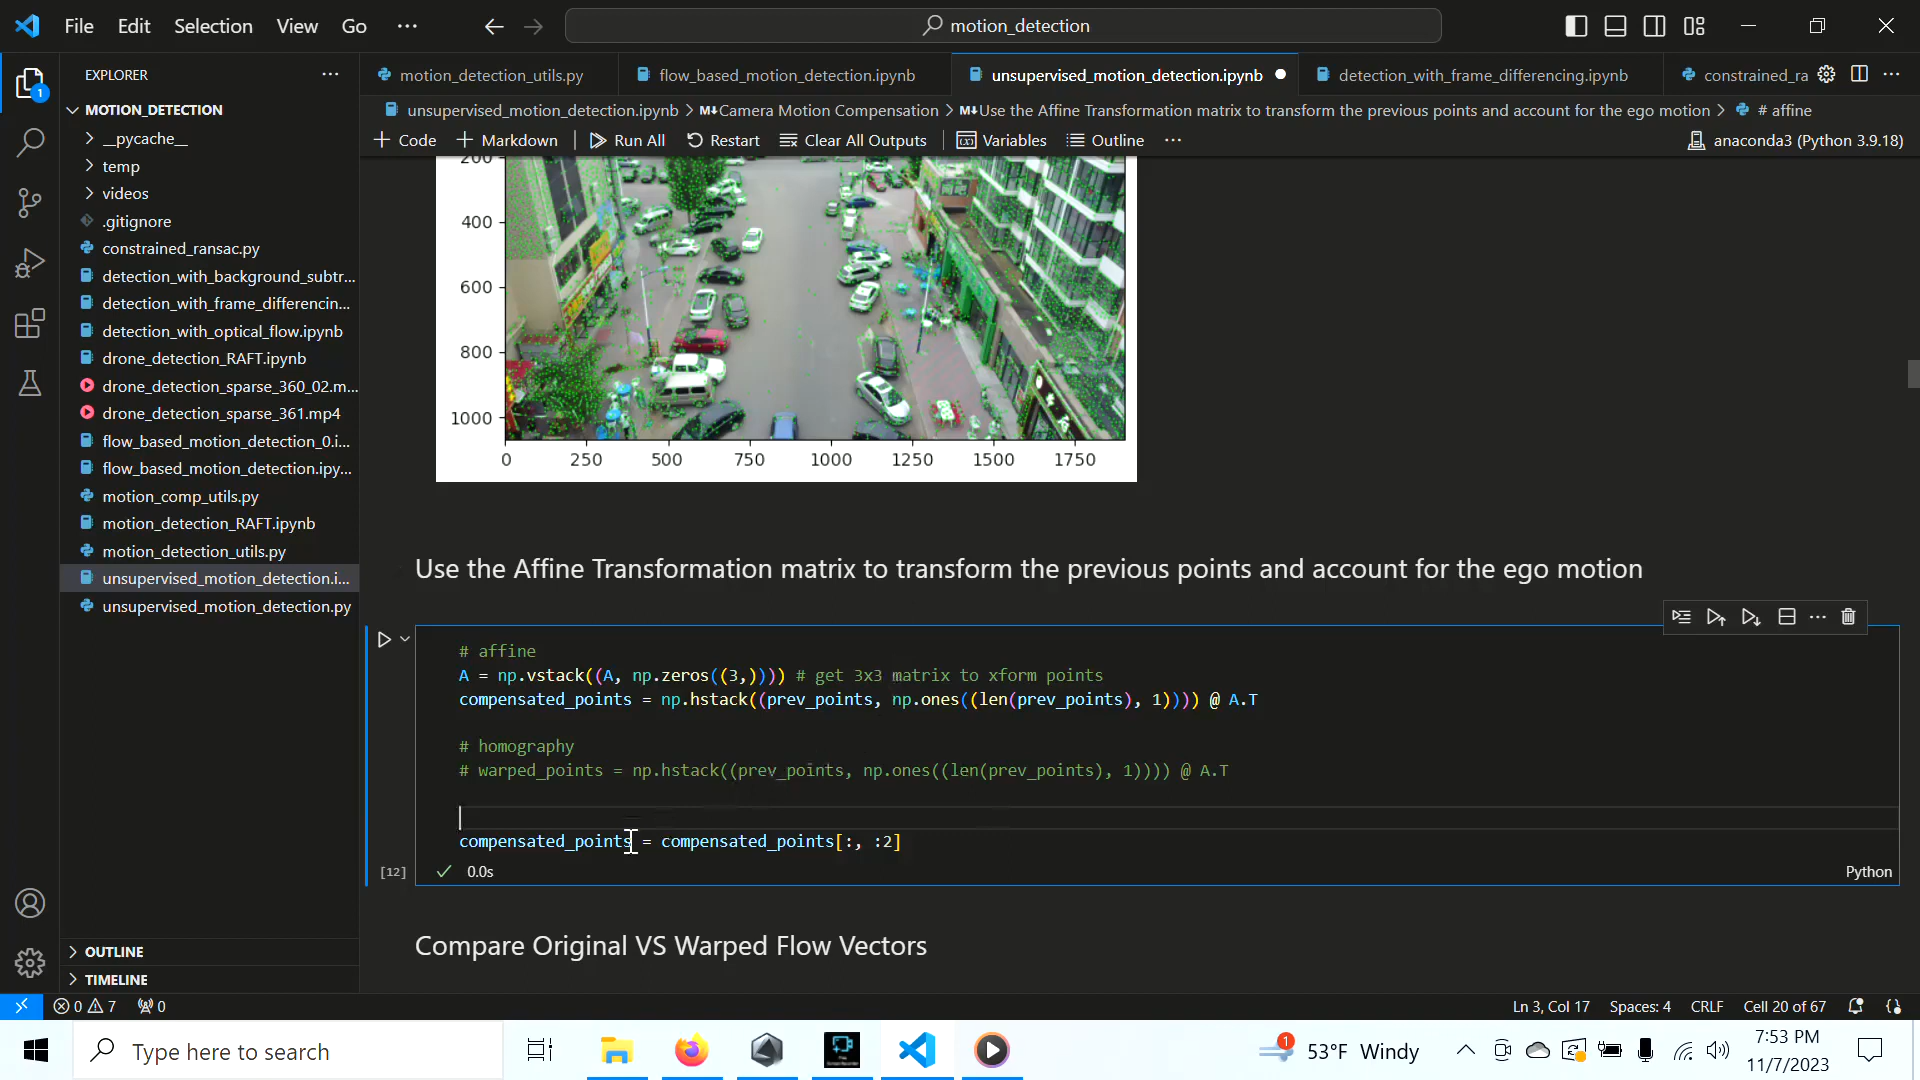 File Edit Selection View Go ···
motion_detection
EXPLORER
motion_detection_utils.py
flow_based_motion_detection.ipynb
unsupervised_motion_detection.ipynb
detection_with_frame_differencing.ipynb
constrained_ra
unsupervised_motion_detection.ipynb > M↓Camera Motion Compensation > M↓Use the Affine Transformation matrix to transform the previous points and account for the ego motion > # affine
+ Code + Markdown Run All Restart Clear All Outputs Variables Outline ···
anaconda3 (Python 3.9.18)
1
MOTION_DETECTION
__pycache__
temp
videos
.gitignore
constrained_ransac.py
detection_with_background_subtr...
detection_with_frame_differencin...
detection_with_optical_flow.ipynb
drone_detection_RAFT.ipynb
drone_detection_sparse_360_02.m...
drone_detection_sparse_361.mp4
flow_based_motion_detection_0.i...
flow_based_motion_detection.ipy...
motion_comp_utils.py
motion_detection_RAFT.ipynb
motion_detection_utils.py
unsupervised_motion_detection.i...
unsupervised_motion_detection.py
OUTLINE
TIMELINE
200
400
600
800
1000
0 250 500 750 1000 1250 1500 1750
Use the Affine Transformation matrix to transform the previous points and account for the ego motion
# affine
A = np.vstack((A, np.zeros((3,)))) # get 3x3 matrix to xform points
compensated_points = np.hstack((prev_points, np.ones((len(prev_points), 1)))) @ A.T
# homography
# warped_points = np.hstack((prev_points, np.ones((len(prev_points), 1)))) @ A.T
compensated_points = compensated_points[:, :2]
[12] 0.0s
Python
Compare Original VS Warped Flow Vectors
0 7 0
Ln 3, Col 17 Spaces: 4 CRLF Cell 20 of 67
Type here to search
1
53°F Windy
7:53 PM
11/7/2023